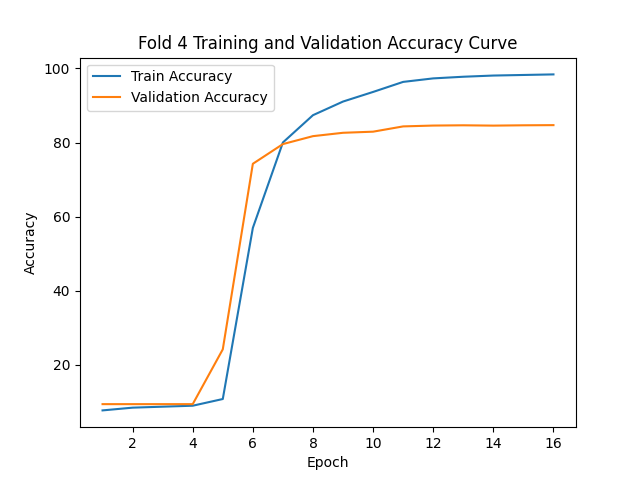 Fold 4 Training and Validation Accuracy Curve
Train Accuracy
Validation Accuracy
100
80
60
40
20
Accuracy
2 4 6 8 10 12 14 16
Epoch